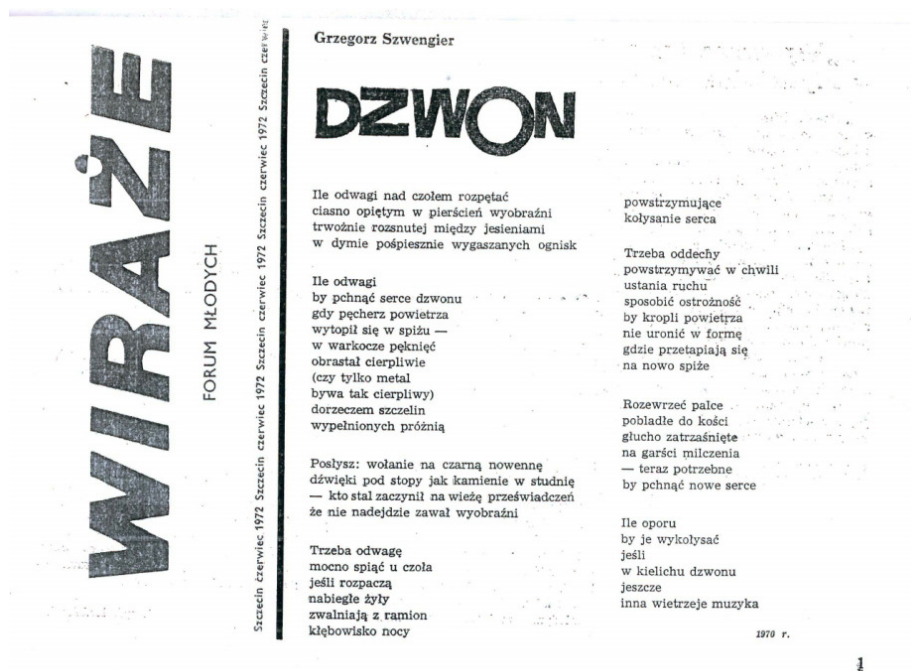 WIRAŻE
FORUM MŁODYCH
Szczecin czerwiec 1972 Szczecin czerwiec 1972 Szczecin czerwiec 1972 Szczecin czerwiec 1972 Szczecin czerwiec
Grzegorz Szwengier
DZWON
Ile odwagi nad czołem rozpętać
ciasno opiętym w pierścień wyobraźni
trwożnie rozsnutej między jesieniami
w dymie pośpiesznie wygaszanych ognisk
Ile odwagi
by pchnąć serce dzwonu
gdy pęcherz powietrza
wytopił się w spiżu —
w warkocze pęknięć
obrastał cierpliwie
(czy tylko metal
bywa tak cierpliwy)
dorzeczem szczelin
wypełnionych próżnią
Posłysz: wołanie na czarną nowennę
dźwięki pod stopy jak kamienie w studnię
— kto stal zaczynił na wieżę przeświadczeń
że nie nadejdzie zawał wyobraźni
Trzeba odwagę
mocno spiąć u czoła
jeśli rozpaczą
nabiegłe żyły
zwalniają z ramion
kłębowisko nocy
powstrzymujące
kołysanie serca
Trzeba oddechy
powstrzymywać w chwili
ustania ruchu
sposobić ostrożność
by kropli powietrza
nie uronić w formę
gdzie przetapiają się
na nowo spiże
Rozewrzeć palce
pobladłe do kości
głucho zatrzaśnięte
na garści milczenia
— teraz potrzebne
by pchnąć nowe serce
Ile oporu
by je wykołysać
jeśli
w kielichu dzwonu
jeszcze
inna wietrzeje muzyka
1970 r.
1